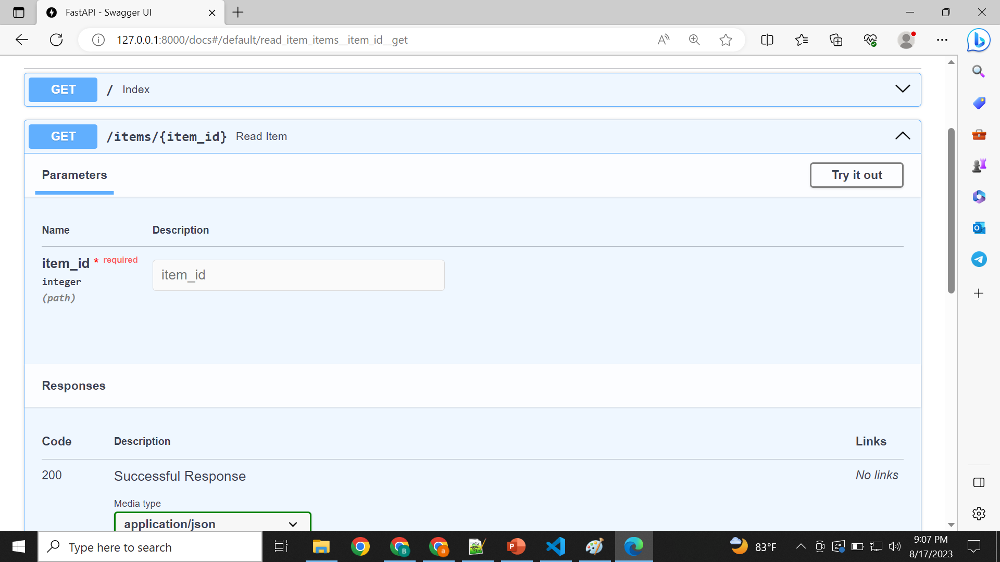 FastAPI - Swagger UI
127.0.0.1:8000/docs#/default/read_item_items__item_id__get
GET / Index
GET /items/{item_id} Read Item
Parameters
Try it out
Name Description
item_id * required
integer
(path)
item_id
Responses
Code Description Links
200 Successful Response No links
Media type
application/json
Type here to search
83°F
9:07 PM
8/17/2023